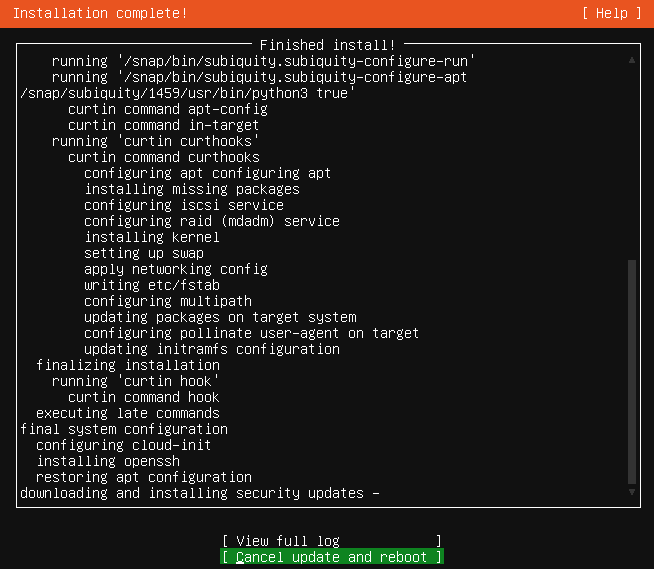 Installation complete! [ Help ]
Finished install!
running '/snap/bin/subiquity.subiquity-configure-run'
running '/snap/bin/subiquity.subiquity-configure-apt
/snap/subiquity/1459/usr/bin/python3 true'
curtin command apt-config
curtin command in-target
running 'curtin curthooks'
curtin command curthooks
configuring apt configuring apt
installing missing packages
configuring iscsi service
configuring raid (mdadm) service
installing kernel
setting up swap
apply networking config
writing etc/fstab
configuring multipath
updating packages on target system
configuring pollinate user-agent on target
updating initramfs configuration
finalizing installation
running 'curtin hook'
curtin command hook
executing late commands
final system configuration
configuring cloud-init
installing openssh
restoring apt configuration
downloading and installing security updates -
[ View full log ]
[ Cancel update and reboot ]